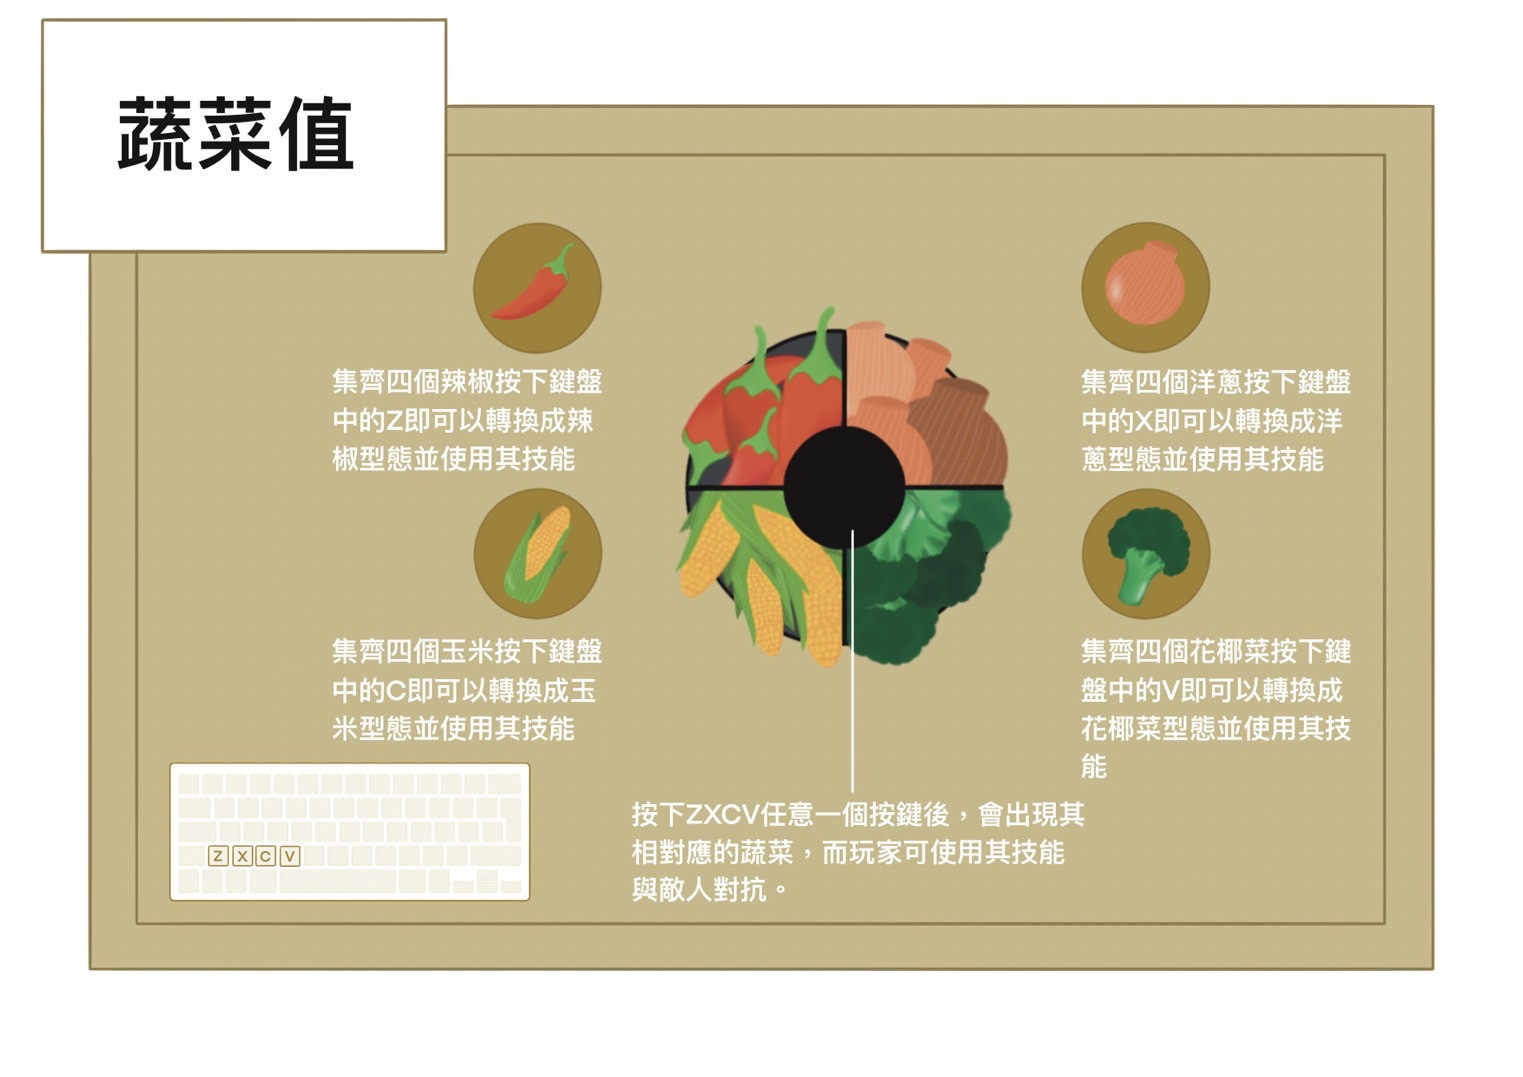 蔬菜值
集齊四個辣椒按下鍵盤
中的Z即可以轉換成辣
椒型態並使用其技能
集齊四個洋蔥按下鍵盤
中的X即可以轉換成洋
蔥型態並使用其技能
集齊四個玉米按下鍵盤
中的C即可以轉換成玉
米型態並使用其技能
集齊四個花椰菜按下鍵
盤中的V即可以轉換成
花椰菜型態並使用其技
能
Z X C V
按下ZXCV任意一個按鍵後，會出現其
相對應的蔬菜，而玩家可使用其技能
與敵人對抗。